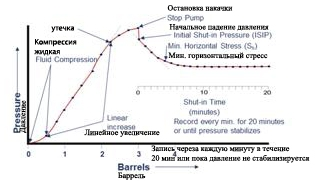 Остановка накачки
Stop Pump
утечка
Начальное падение давления
Initial Shut-in Pressure (ISIP)
Компрессия
жидкая
Min. Horizontal Stress (Sₕ)
Fluid Compression
Мин. горизонтальный стресс
0 10 20
Shut-in Time
(minutes)
Linear
increase
Линейное увеличение
Record every min. for 20 minutes
or until pressure stabilizes
Pressure
Давление
0 1 2 3 4
Запись череза каждую минуту в течение
20 мин или пока давление не стабилизируется
Barrels
Баррель